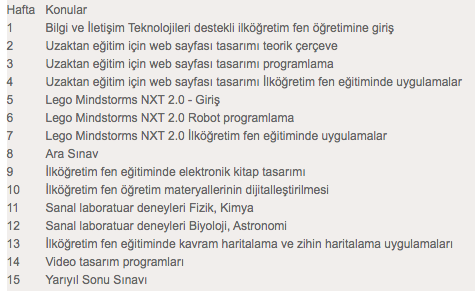 Hafta Konular
1 Bilgi ve İletişim Teknolojileri destekli ilköğretim fen öğretimine giriş
2 Uzaktan eğitim için web sayfası tasarımı teorik çerçeve
3 Uzaktan eğitim için web sayfası tasarımı programlama
4 Uzaktan eğitim için web sayfası tasarımı İlköğretim fen eğitiminde uygulamalar
5 Lego Mindstorms NXT 2.0 - Giriş
6 Lego Mindstorms NXT 2.0 Robot programlama
7 Lego Mindstorms NXT 2.0 İlköğretim fen eğitiminde uygulamalar
8 Ara Sınav
9 İlköğretim fen eğitiminde elektronik kitap tasarımı
10 İlköğretim fen öğretim materyallerinin dijitalleştirilmesi
11 Sanal laboratuar deneyleri Fizik, Kimya
12 Sanal laboratuar deneyleri Biyoloji, Astronomi
13 İlköğretim fen eğitiminde kavram haritalama ve zihin haritalama uygulamaları
14 Video tasarım programları
15 Yarıyıl Sonu Sınavı